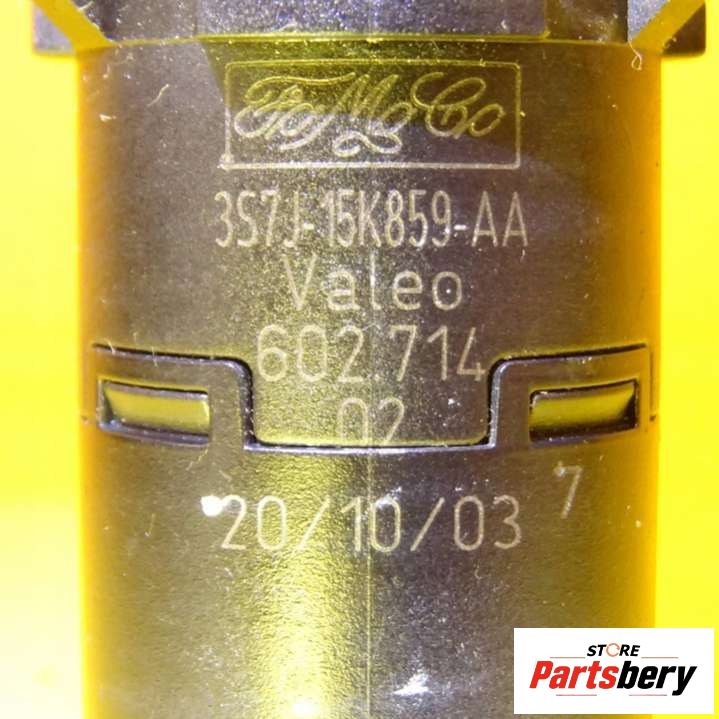 FoMoCo
3S7J-15K859-AA
Valeo
602.714
02
20/10/03
7
STORE
Partsbery